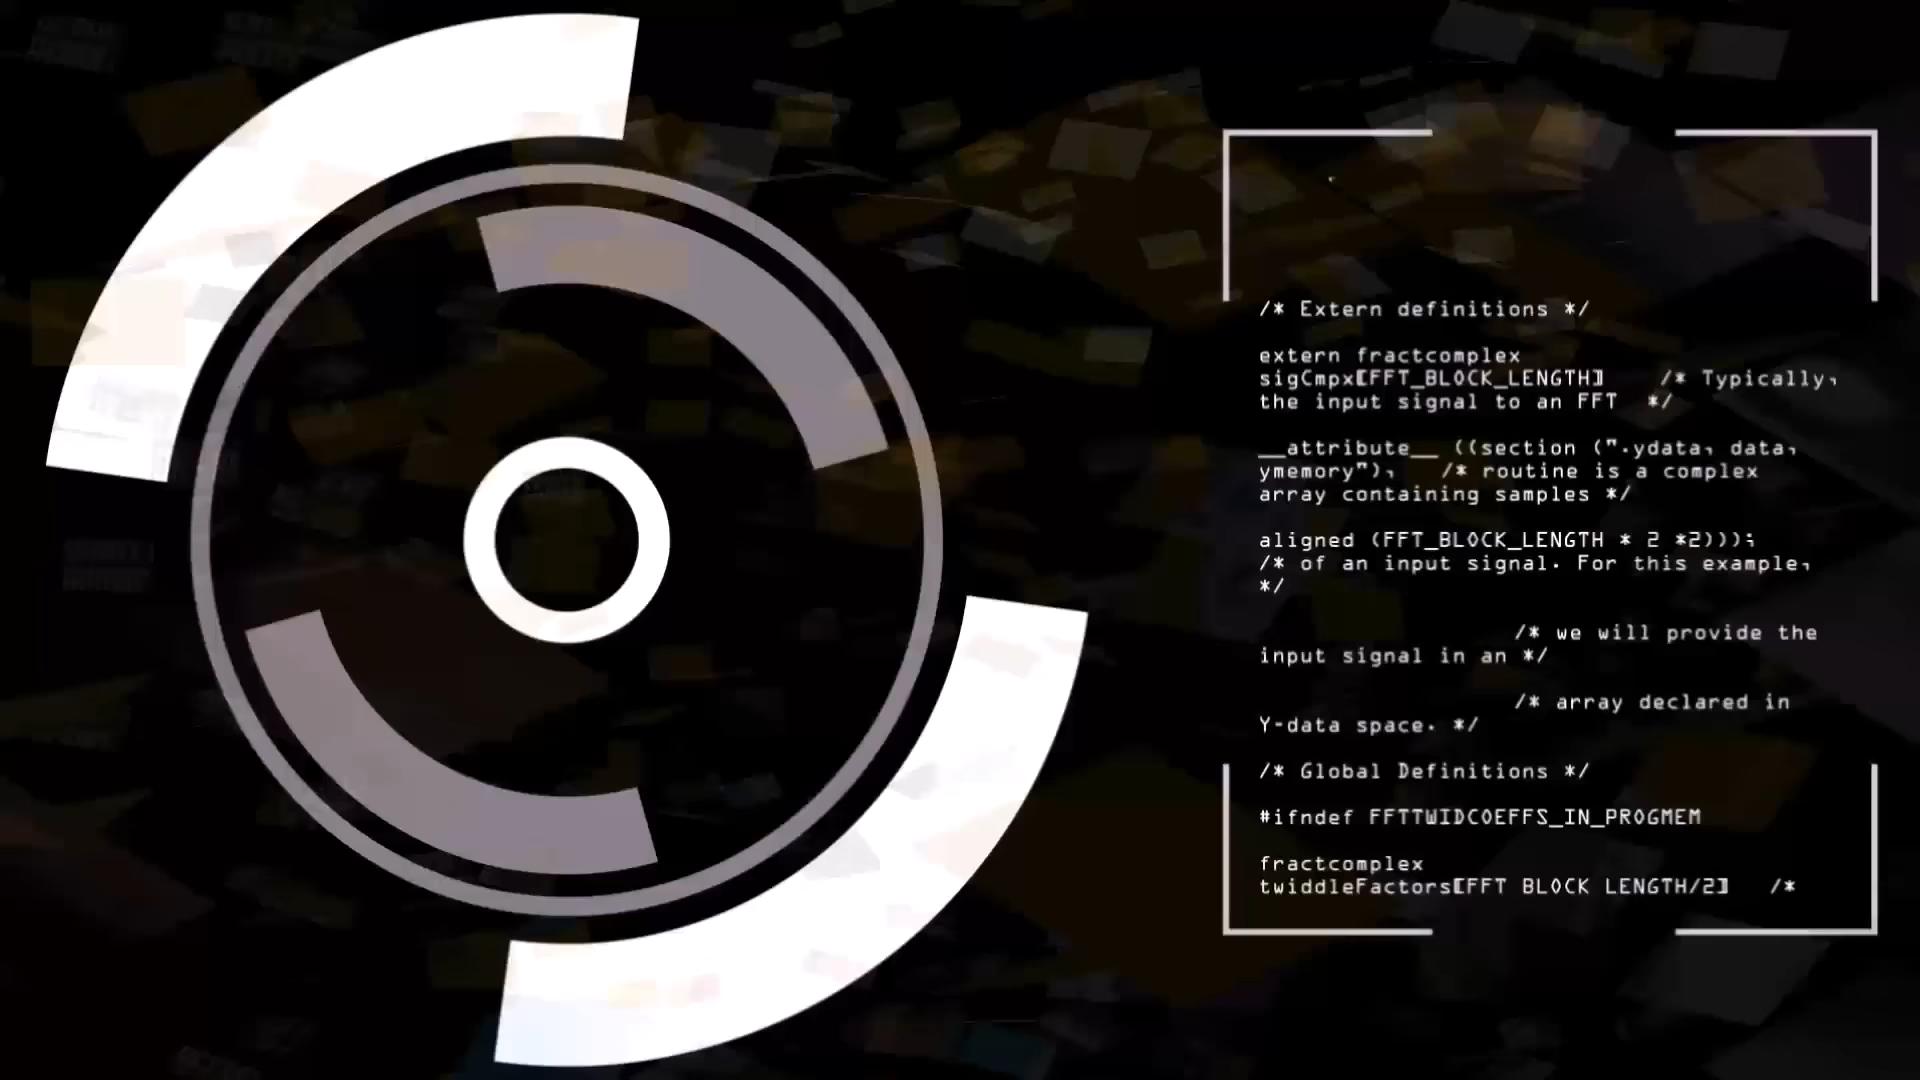 /* Extern definitions */
extern fractcomplex
sigCmpx[FFT_BLOCK_LENGTH]    /* Typically,
the input signal to an FFT  */
__attribute__ ((section (".ydata, data,
ymemory"),   /* routine is a complex
array containing samples */
aligned (FFT_BLOCK_LENGTH * 2 *2)));
/* of an input signal. For this example,
*/
/* we will provide the
input signal in an */
/* array declared in
Y-data space. */
/* Global Definitions */
#ifndef FFTTWIDCOEFFS_IN_PROGMEM
fractcomplex
twiddleFactors[FFT BLOCK LENGTH/2]   /*